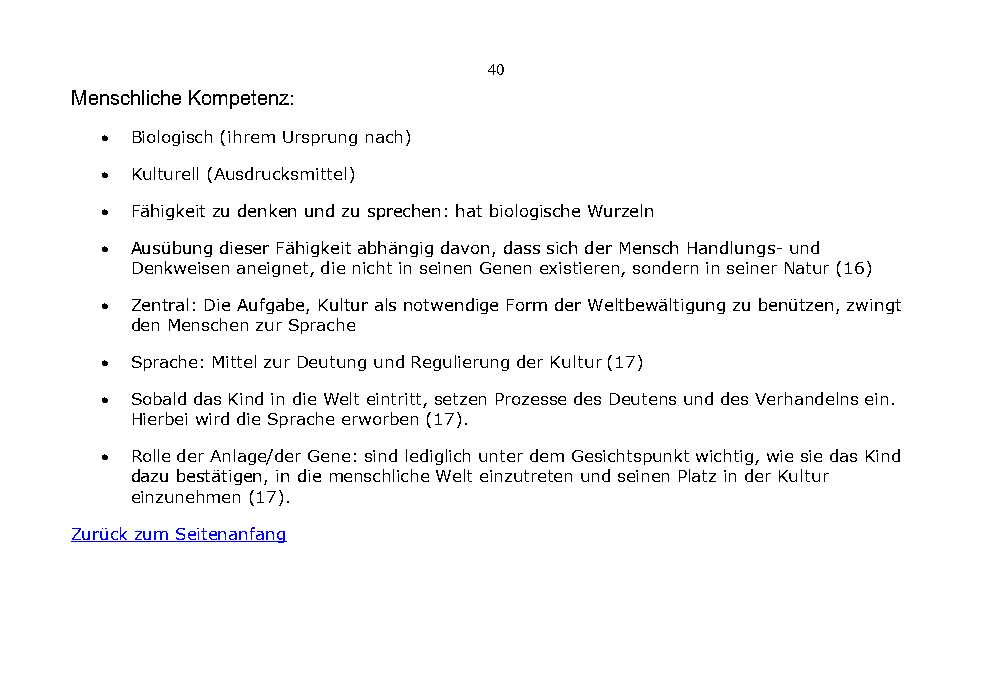 40
Menschliche Kompetenz:
• Biologisch (ihrem Ursprung nach)
• Kulturell (Ausdrucksmittel)
• Fähigkeit zu denken und zu sprechen: hat biologische Wurzeln
• Ausübung dieser Fähigkeit abhängig davon, dass sich der Mensch Handlungs- und
Denkweisen aneignet, die nicht in seinen Genen existieren, sondern in seiner Natur (16)
• Zentral: Die Aufgabe, Kultur als notwendige Form der Weltbewältigung zu benützen, zwingt
den Menschen zur Sprache
• Sprache: Mittel zur Deutung und Regulierung der Kultur (17)
• Sobald das Kind in die Welt eintritt, setzen Prozesse des Deutens und des Verhandelns ein.
Hierbei wird die Sprache erworben (17).
• Rolle der Anlage/der Gene: sind lediglich unter dem Gesichtspunkt wichtig, wie sie das Kind
dazu bestätigen, in die menschliche Welt einzutreten und seinen Platz in der Kultur
einzunehmen (17).
Zurück zum Seitenanfang